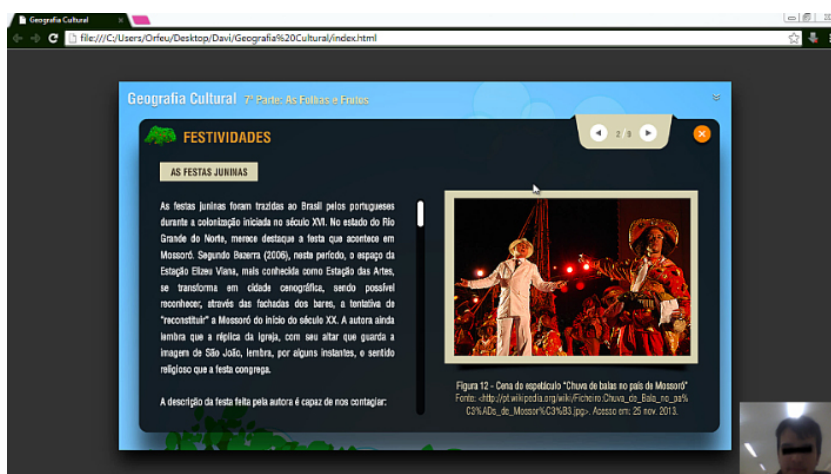 Geografia Cultural
file:///C:/Users/Orfeu/Desktop/Davi/Geografia%20Cultural/index.html
Geografia Cultural 7ª Parte: As Folhas e Frutos
FESTIVIDADES
AS FESTAS JUNINAS
As festas juninas foram trazidas ao Brasil pelos portugueses
durante a colonização iniciada no século XVI. No estado do Rio
Grande do Norte, merece destaque a festa que acontece em
Mossoró. Segundo Bezerra (2006), neste período, o espaço da
Estação Elizeu Viana, mais conhecida como Estação das Artes,
se transforma em cidade cenográfica, sendo possível
reconhecer, através das fachadas dos bares, a tentativa de
"reconstituir" a Mossoró do início do século XX. A autora ainda
lembra que a réplica da igreja, com seu altar que guarda a
imagem de São João, lembra, por alguns instantes, o sentido
religioso que a festa congrega.
A descrição da festa feita pela autora é capaz de nos contagiar:
Figura 12 - Cena do espetáculo "Chuva de balas no país de Mossoró"
Fonte: <http://pt.wikipedia.org/wiki/Ficheiro:Chuva_de_Bala_no_pa%
C3%ADs_de_Mossor%C3%B3.jpg>. Acesso em: 25 nov. 2013.